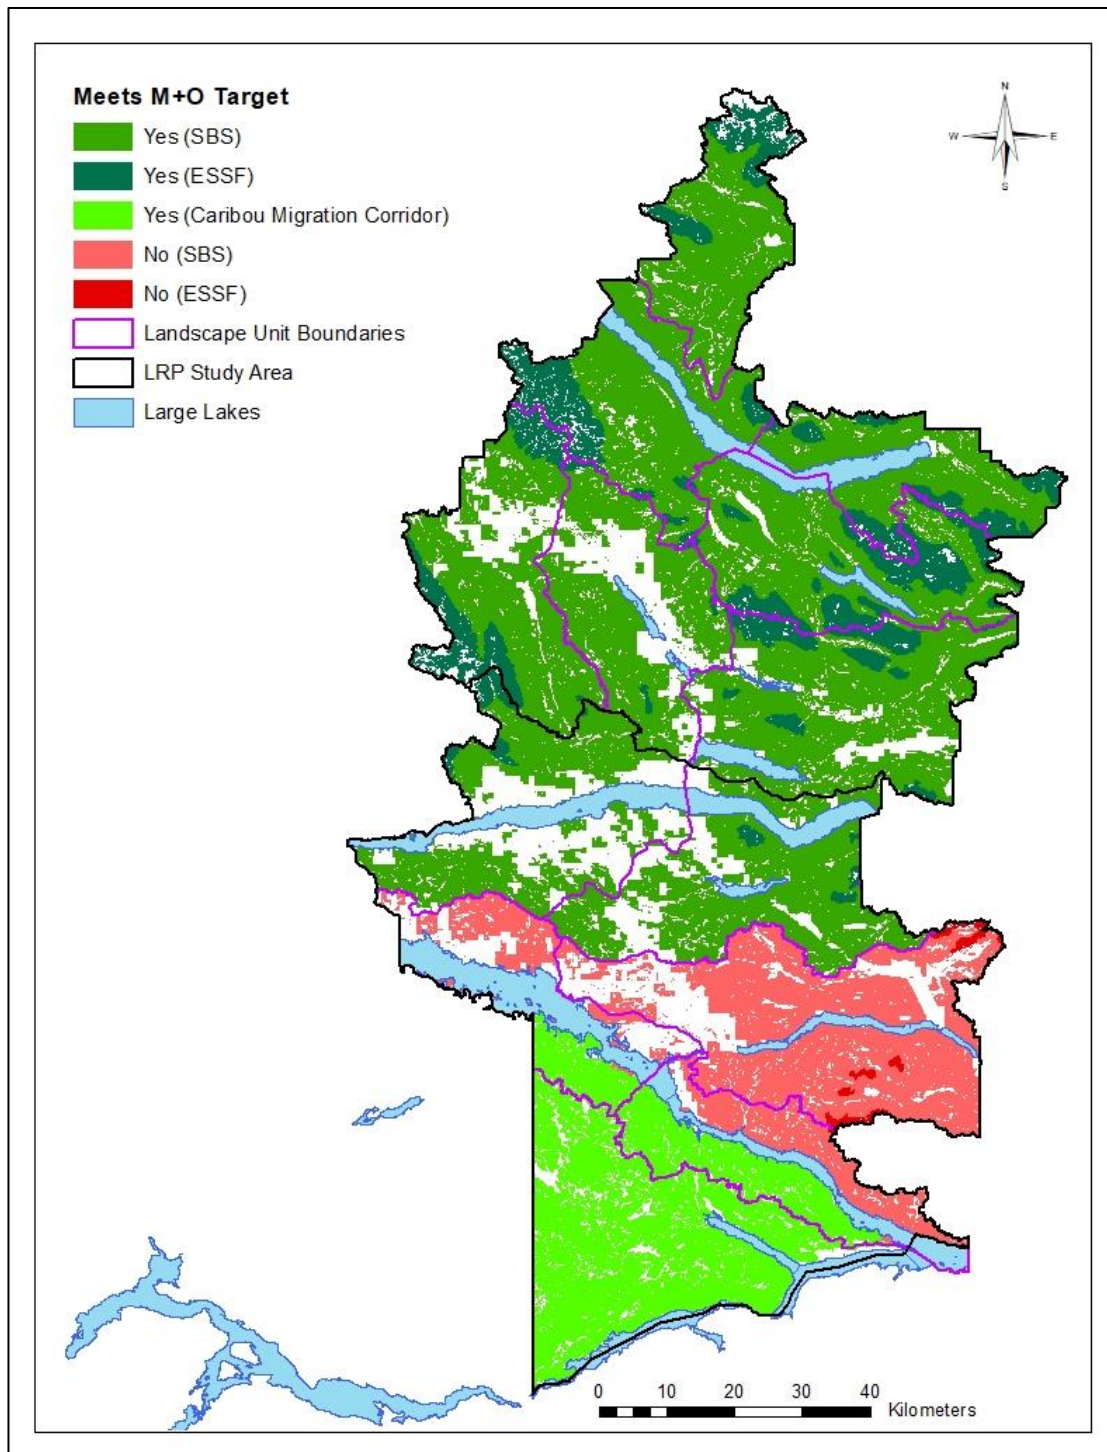 Meets M+O Target
Yes (SBS)
Yes (ESSF)
Yes (Caribou Migration Corridor)
No (SBS)
No (ESSF)
Landscape Unit Boundaries
LRP Study Area
Large Lakes
N
W E
S
0 10 20 30 40
Kilometers